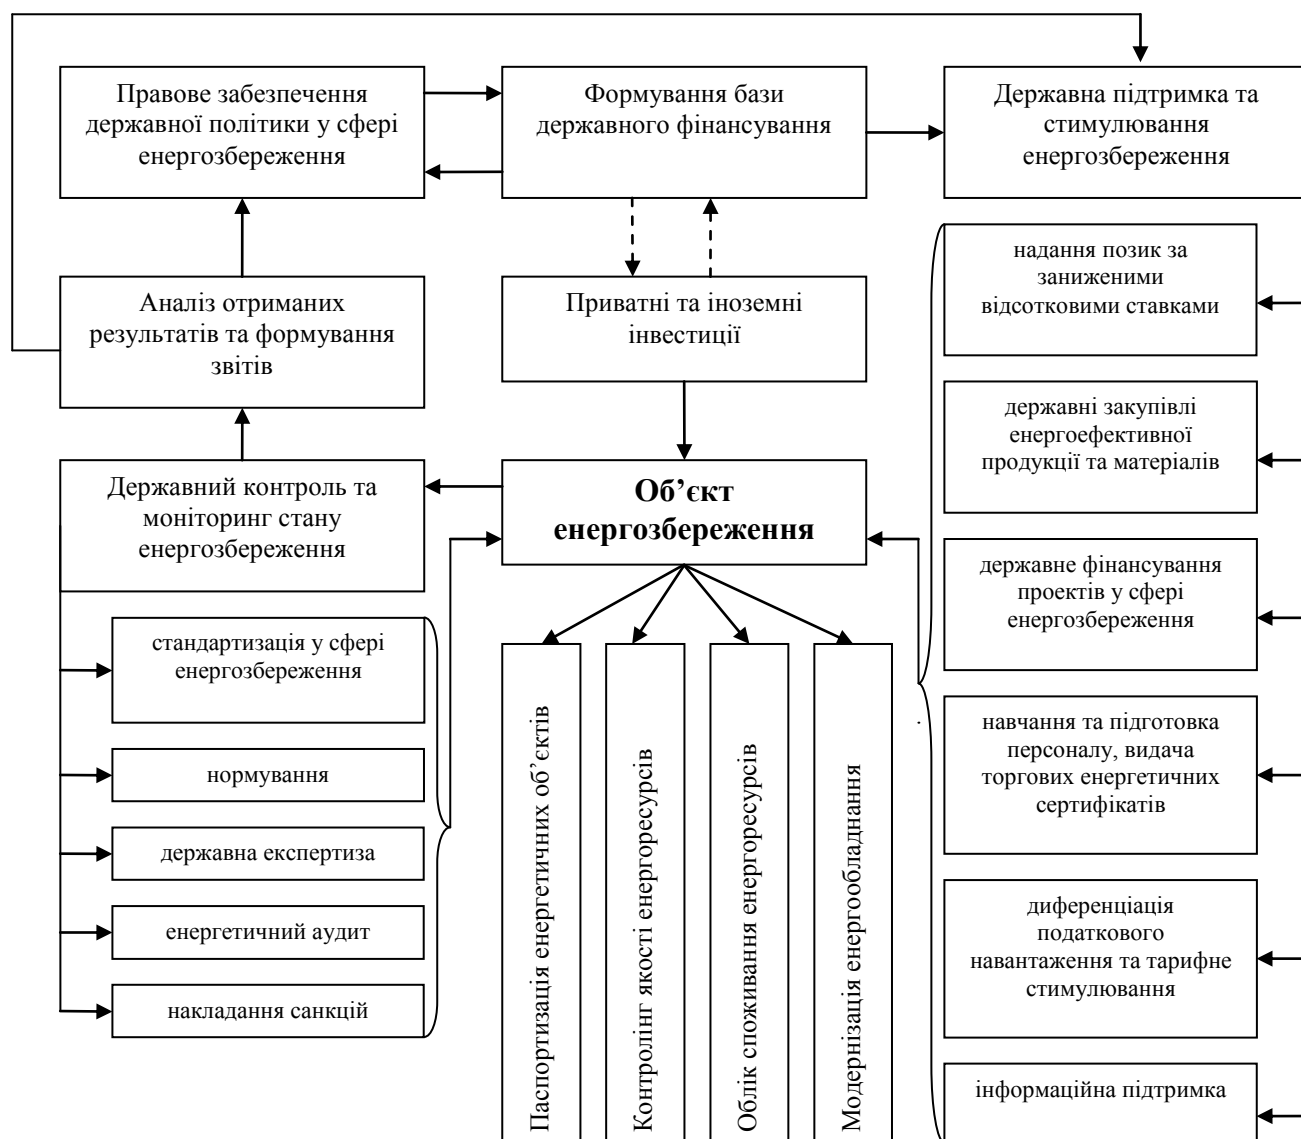 Правове забезпечення
державної політики у сфері
енергозбереження
Формування бази
державного фінансування
Державна підтримка та
стимулювання
енергозбереження
Аналіз отриманих
результатів та формування
звітів
Приватні та іноземні
інвестиції
надання позик за
заниженими
відсотковими ставками
державні закупівлі
енергоефективної
продукції та матеріалів
Державний контроль та
моніторинг стану
енергозбереження
Об’єкт
енергозбереження
державне фінансування
проектів у сфері
енергозбереження
стандартизація у сфері
енергозбереження
нормування
державна експертиза
енергетичний аудит
накладання санкцій
Паспортизація енергетичних об’єктів
Контролінг якості енергоресурсів
Облік споживання енергоресурсів
Модернізація енергообладнання
навчання та підготовка
персоналу, видача
торгових енергетичних
сертифікатів
диференціація
податкового
навантаження та тарифне
стимулювання
інформаційна підтримка